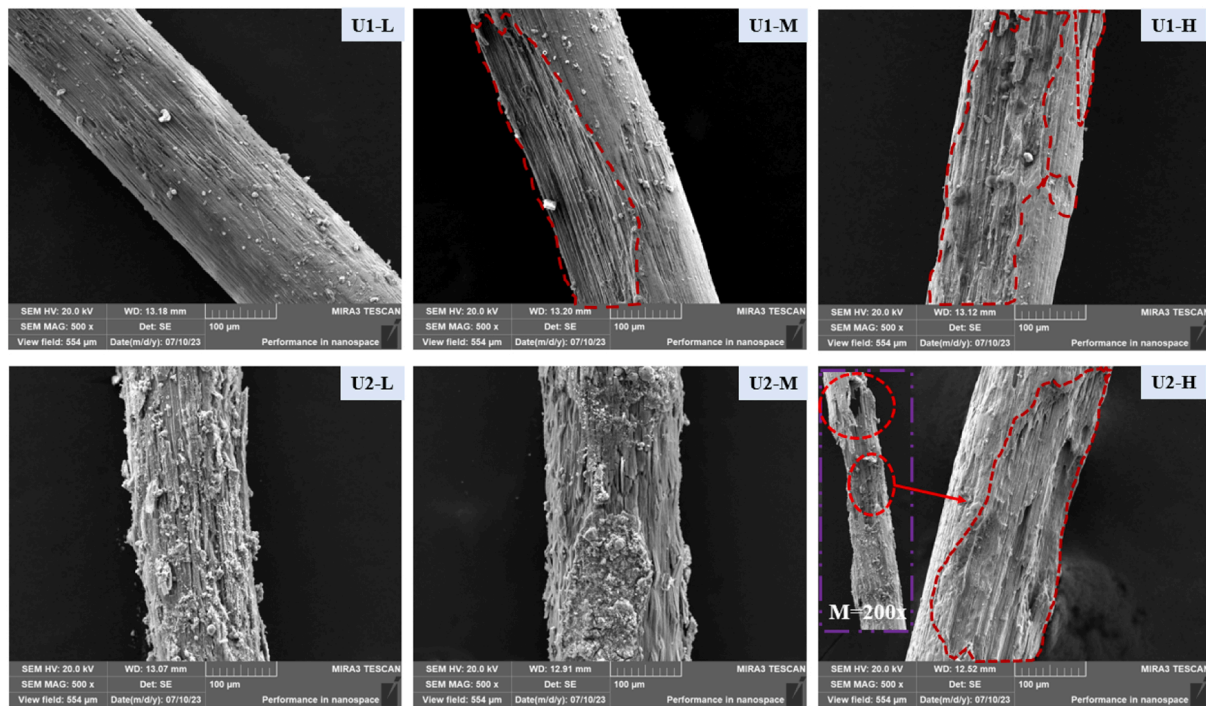 U1-L
SEM HV: 20.0 kV WD: 13.18 mm MIRA3 TESCAN
SEM MAG: 500 x Det: SE 100 µm
View field: 554 µm Date(m/d/y): 07/10/23 Performance in nanospace
U1-M
SEM HV: 20.0 kV WD: 13.20 mm MIRA3 TESCAN
SEM MAG: 500 x Det: SE 100 µm
View field: 554 µm Date(m/d/y): 07/10/23 Performance in nanospace
U1-H
SEM HV: 20.0 kV WD: 13.12 mm MIRA3 TESCAN
SEM MAG: 500 x Det: SE 100 µm
View field: 554 µm Date(m/d/y): 07/10/23 Performance in nanospace
U2-L
SEM HV: 20.0 kV WD: 13.07 mm MIRA3 TESCAN
SEM MAG: 500 x Det: SE 100 µm
View field: 554 µm Date(m/d/y): 07/10/23 Performance in nanospace
U2-M
SEM HV: 20.0 kV WD: 12.91 mm MIRA3 TESCAN
SEM MAG: 500 x Det: SE 100 µm
View field: 554 µm Date(m/d/y): 07/10/23 Performance in nanospace
U2-H
M=200x
SEM HV: 20.0 kV WD: 12.52 mm MIRA3 TESCAN
SEM MAG: 500 x Det: SE 100 µm
View field: 554 µm Date(m/d/y): 07/10/23 Performance in nanospace